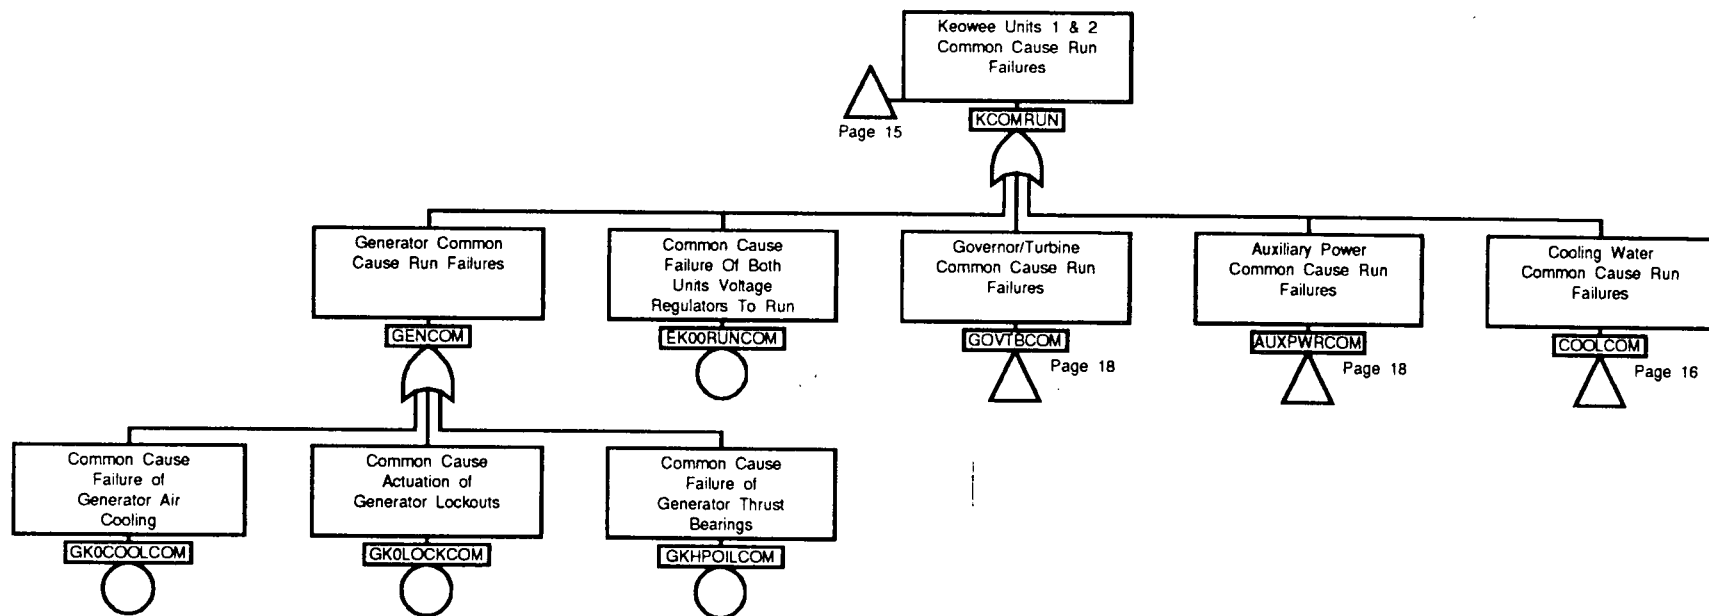 Keowee Units 1 & 2
Common Cause Run
Failures
Page 15
KCOMRUN
Generator Common
Cause Run Failures
GENCOM
Common Cause
Failure Of Both
Units Voltage
Regulators To Run
EK00RUNCOM
Governor/Turbine
Common Cause Run
Failures
GOVTBCOM
Page 18
Auxiliary Power
Common Cause Run
Failures
AUXPWRCOM
Page 18
Cooling Water
Common Cause Run
Failures
COOLCOM
Page 16
Common Cause
Failure of
Generator Air
Cooling
GK0COOLCOM
Common Cause
Actuation of
Generator Lockouts
GK0LOCKCOM
Common Cause
Failure of
Generator Thrust
Bearings
GKHPOILCOM